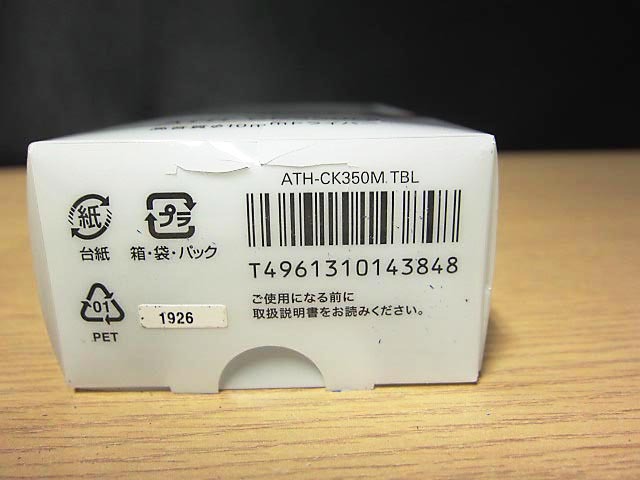 ATH-CK350M TBL
紙
プラ
台紙
箱・袋・パック
T4961310143848
01
PET
1926
ご使用になる前に
取扱説明書をお読みください。